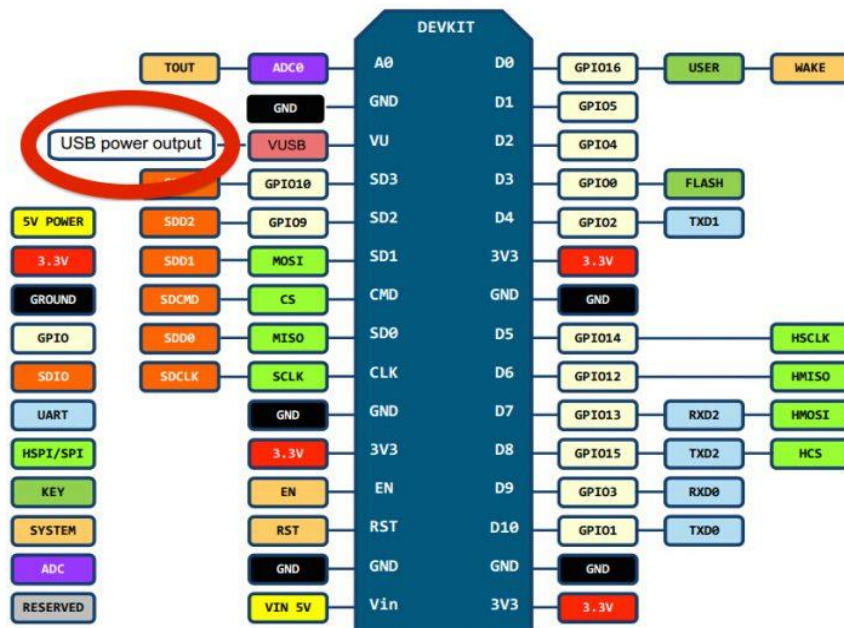 DEVKIT
TOUT ADC0 A0 D0 GPIO16 USER WAKE
GND GND D1 GPIO5
USB power output VUSB VU D2 GPIO4
GPIO10 SD3 D3 GPIO0 FLASH
5V POWER SDD2 GPIO9 SD2 D4 GPIO2 TXD1
3.3V SDD1 MOSI SD1 3V3 3.3V
GROUND SDCMD CS CMD GND GND
GPIO SDD0 MISO SD0 D5 GPIO14 HSCLK
SDIO SDCLK SCLK CLK D6 GPIO12 HMISO
UART GND GND D7 GPIO13 RXD2 HMOSI
HSPI/SPI 3.3V 3V3 D8 GPIO15 TXD2 HCS
KEY EN EN D9 GPIO3 RXD0
SYSTEM RST RST D10 GPIO1 TXD0
ADC GND GND GND GND
RESERVED VIN 5V Vin 3V3 3.3V